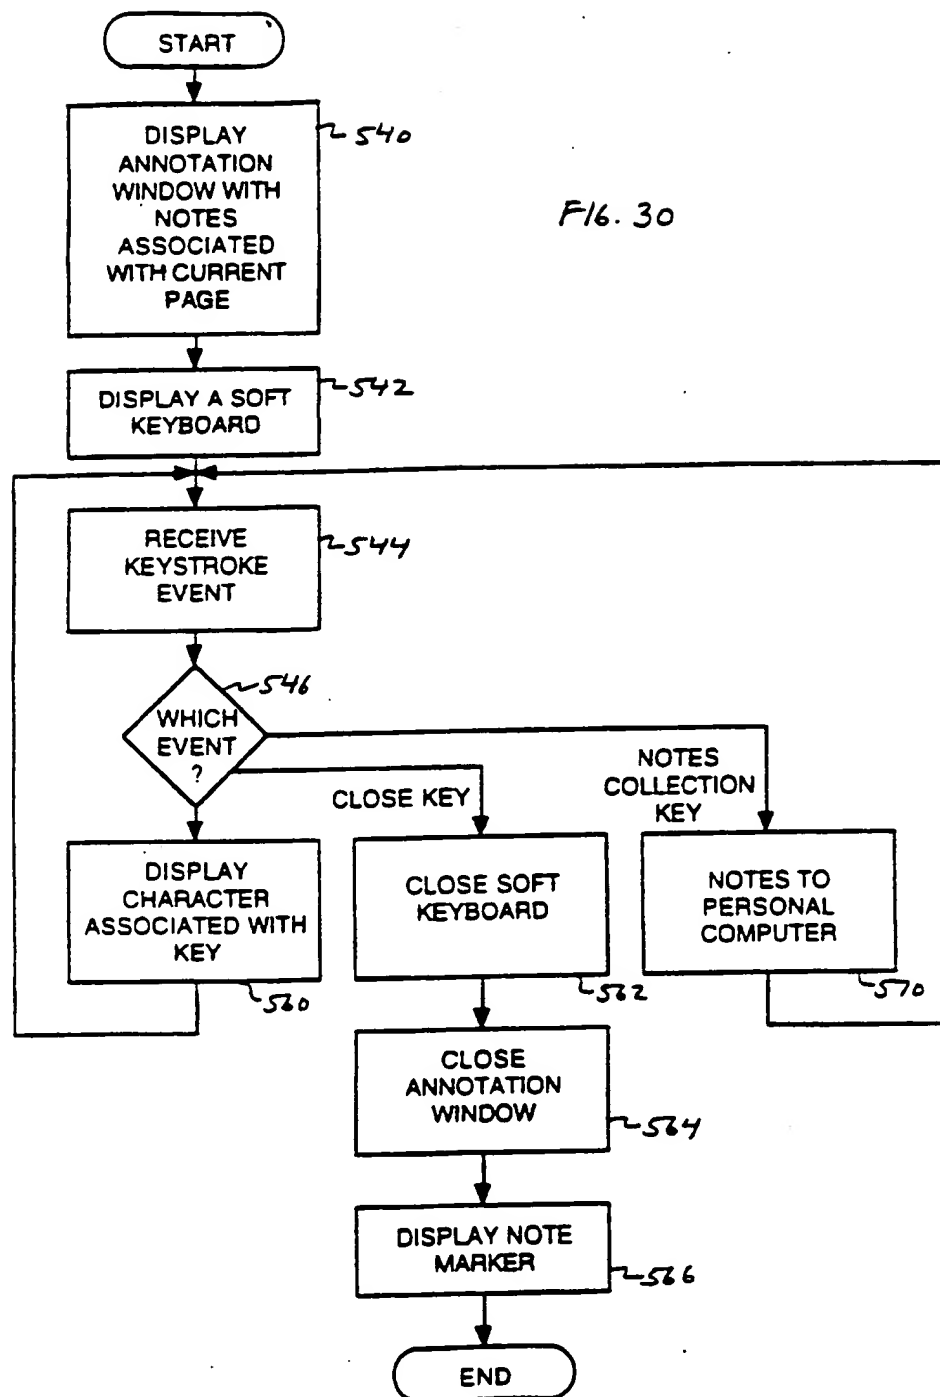 START
DISPLAY
ANNOTATION
WINDOW WITH
NOTES
ASSOCIATED
WITH CURRENT
PAGE
540
FIG. 30
DISPLAY A SOFT
KEYBOARD
542
RECEIVE
KEYSTROKE
EVENT
544
WHICH
EVENT
?
546
CLOSE KEY
NOTES
COLLECTION
KEY
DISPLAY
CHARACTER
ASSOCIATED WITH
KEY
560
CLOSE SOFT
KEYBOARD
562
NOTES TO
PERSONAL
COMPUTER
570
CLOSE
ANNOTATION
WINDOW
564
DISPLAY NOTE
MARKER
566
END